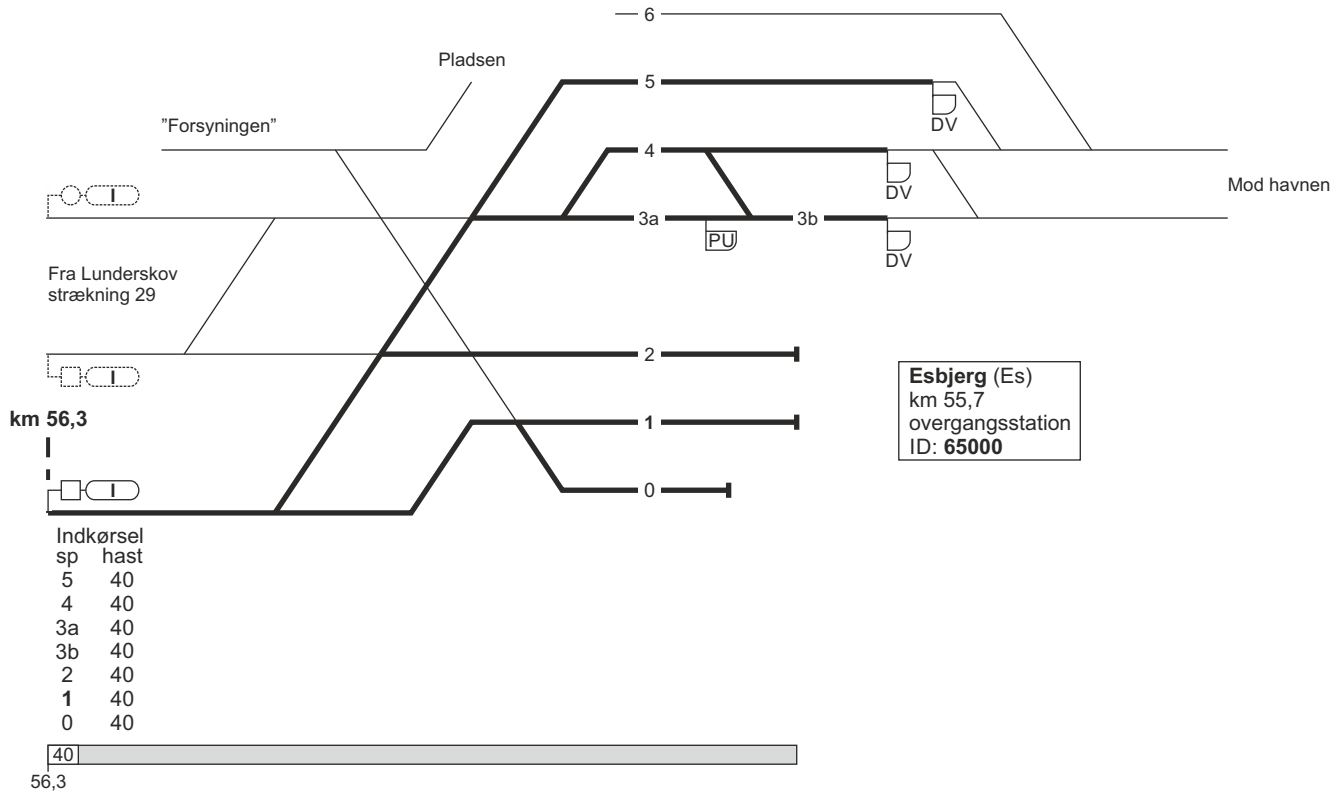 6
Pladsen
5
DV
"Forsyningen"
4
DV
Mod havnen
I
3a
3b
PU
DV
Fra Lunderskov
strækning 29
2
I
Esbjerg (Es)
km 55,7
overgangsstation
ID: 65000
km 56,3
1
I
0
Indkørsel
sp hast
5 40
4 40
3a 40
3b 40
2 40
1 40
0 40
40
56,3